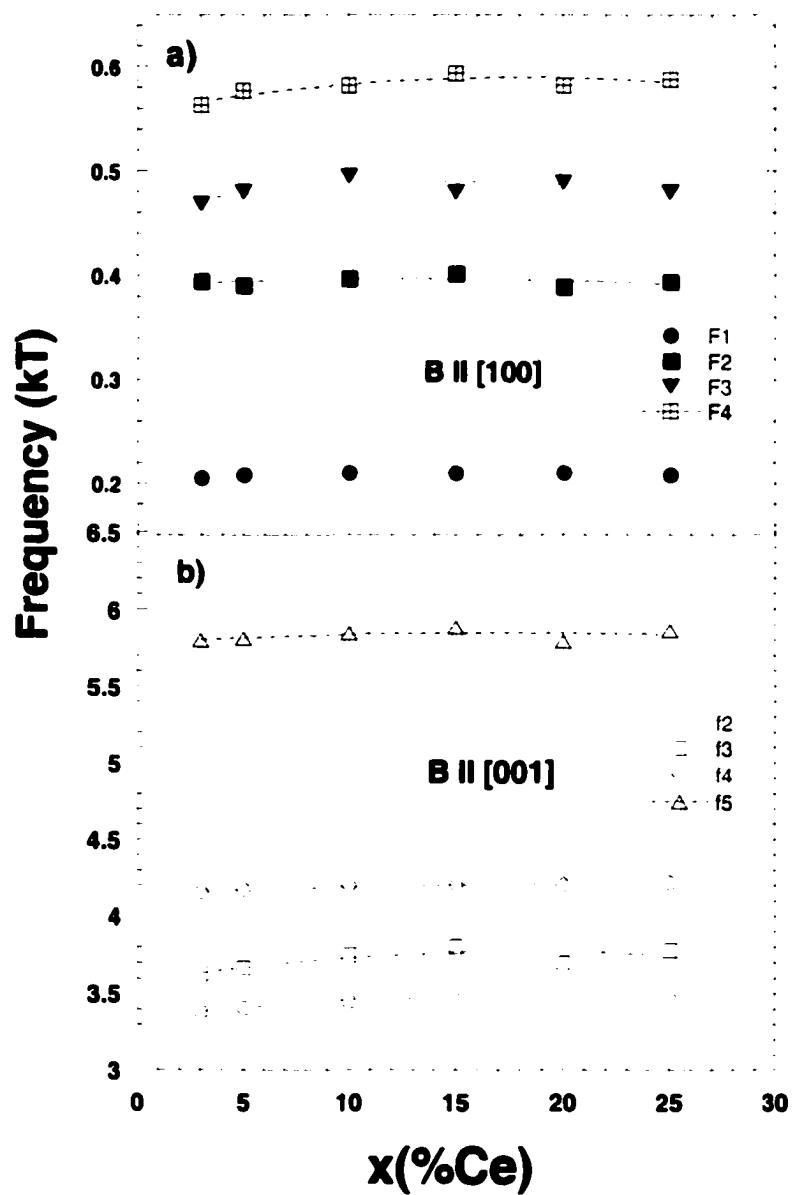 a)
0.6
0.5
0.4
0.3
0.2
B II [100]
F1
F2
F3
F4
Frequency (kT)
6.5
b)
6
5.5
5
4.5
4
3.5
3
B II [001]
f2
f3
f4
f5
0 5 10 15 20 25 30
x(%Ce)